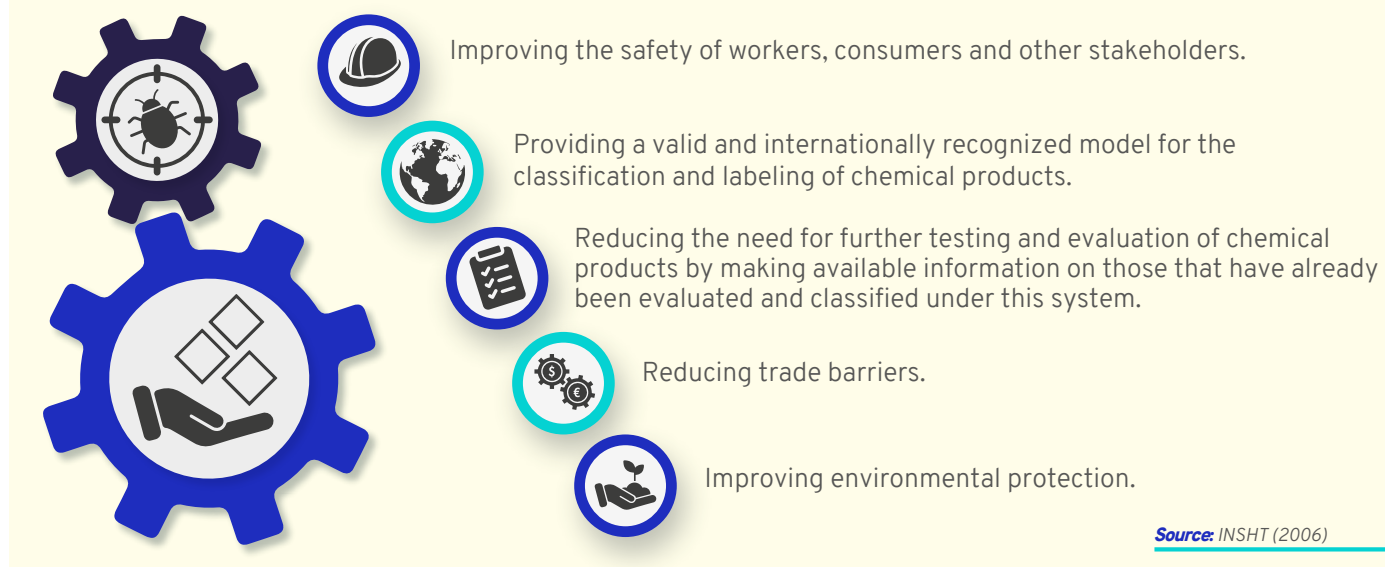 Improving the safety of workers, consumers and other stakeholders.
Providing a valid and internationally recognized model for the
classification and labeling of chemical products.
Reducing the need for further testing and evaluation of chemical
products by making available information on those that have already
been evaluated and classified under this system.
$
€
Reducing trade barriers.
Improving environmental protection.
Source: INSHT (2006)